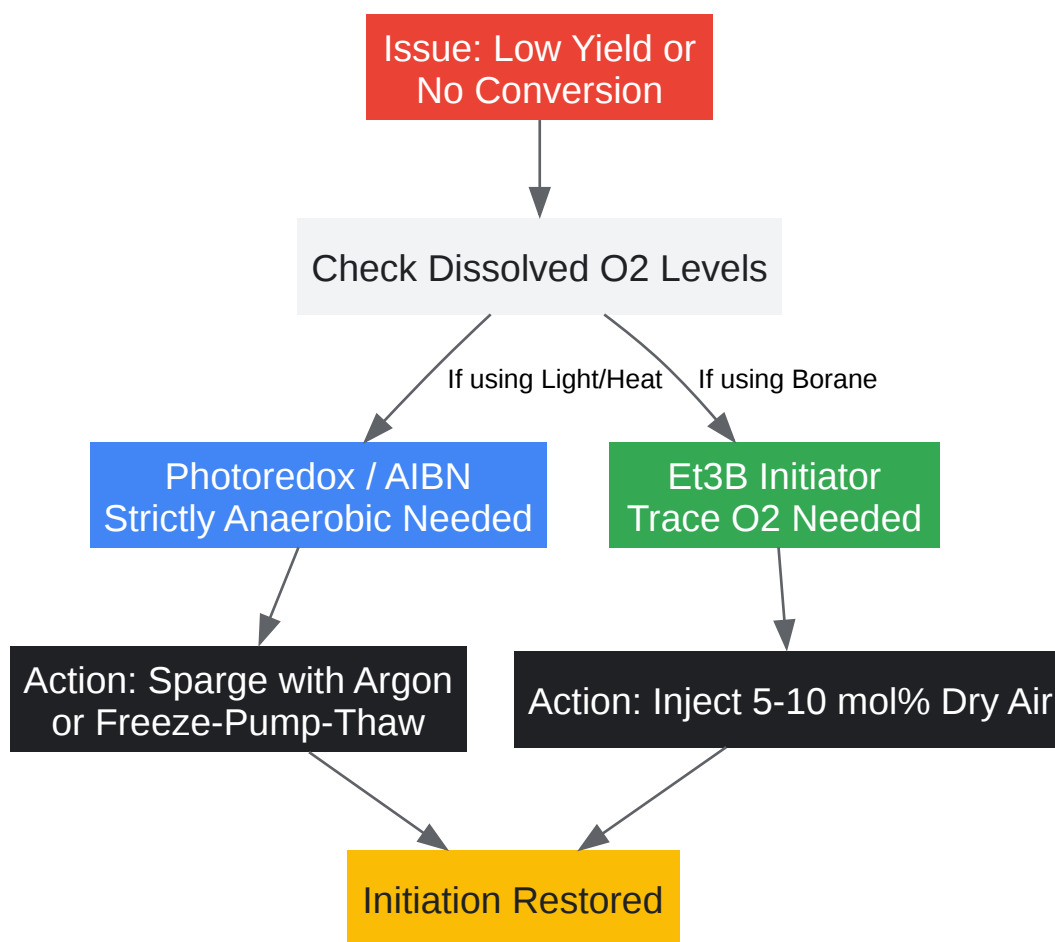 Issue: Low Yield or
No Conversion
Check Dissolved O2 Levels
If using Light/Heat
If using Borane
Photoredox / AIBN
Strictly Anaerobic Needed
Et3B Initiator
Trace O2 Needed
Action: Sparge with Argon
or Freeze-Pump-Thaw
Action: Inject 5-10 mol% Dry Air
Initiation Restored